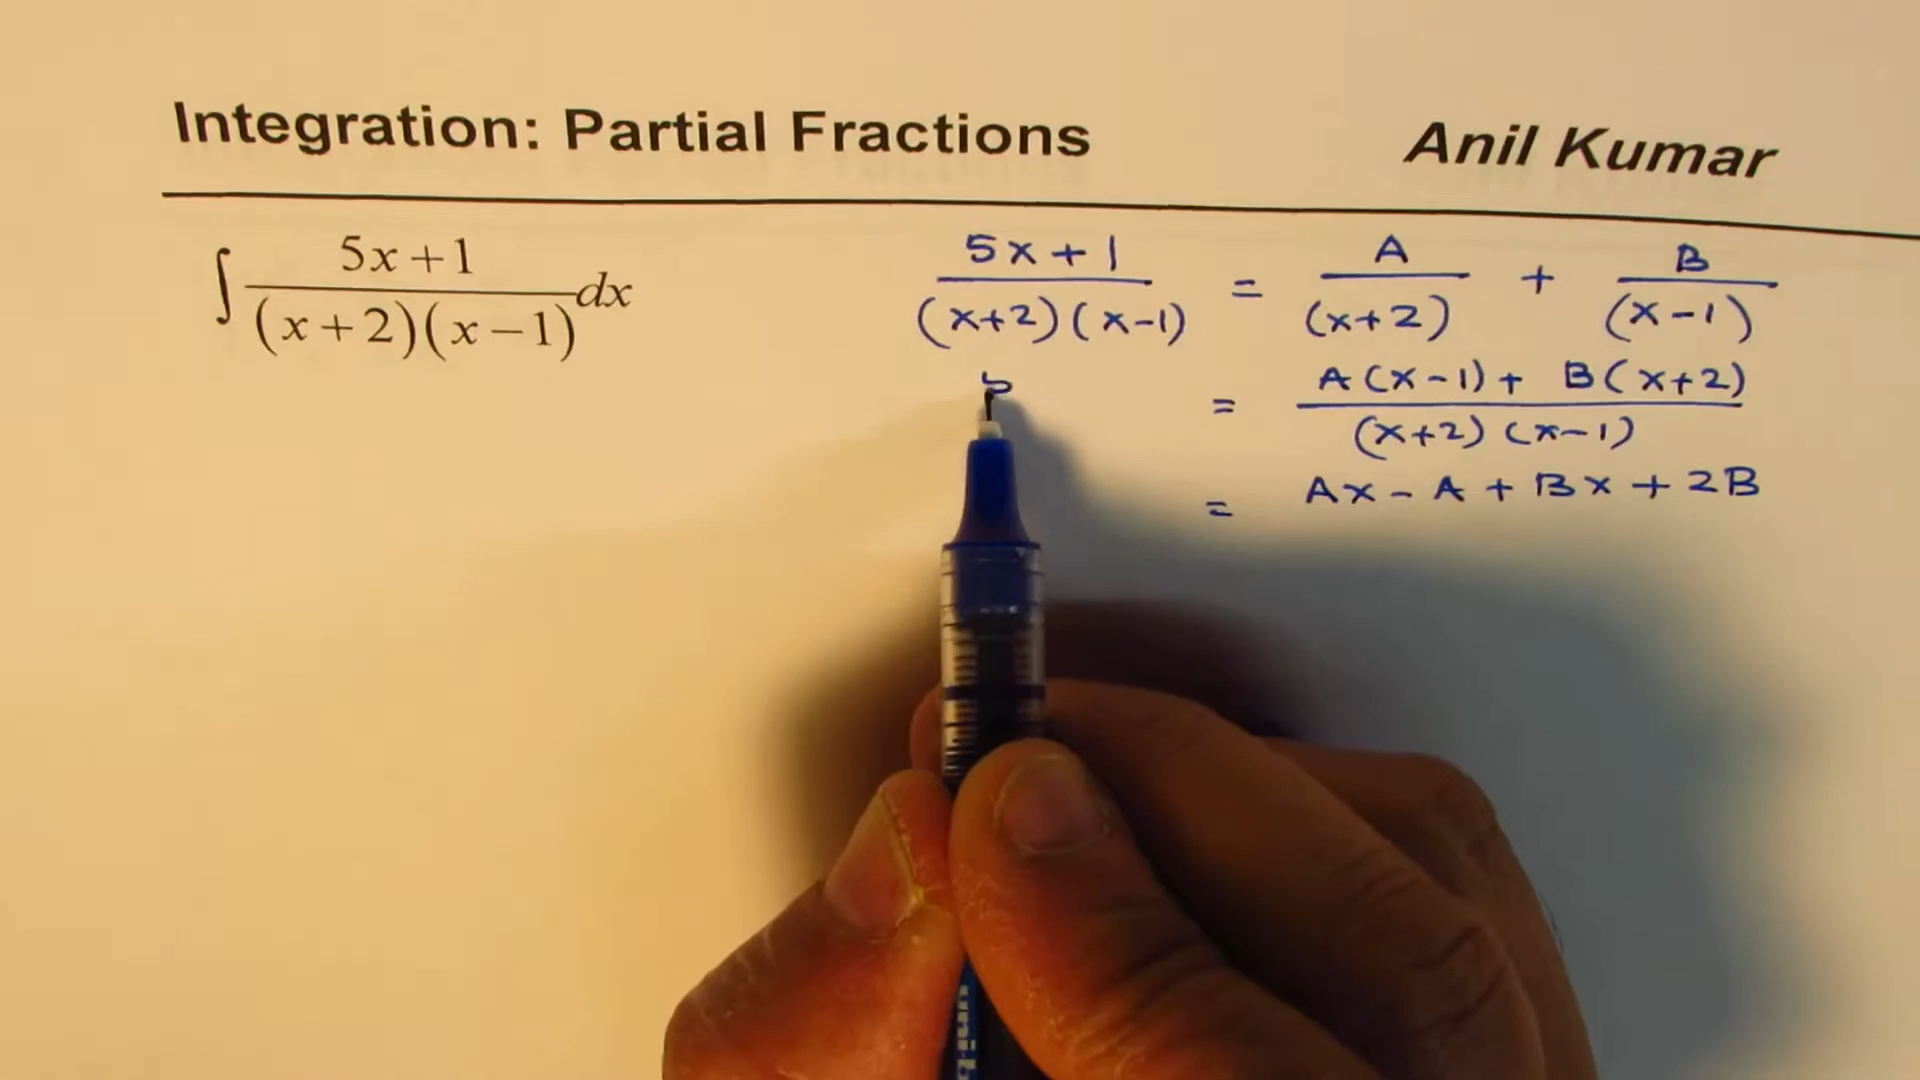 Integration: Partial Fractions Anil Kumar
∫ (5x+1)/((x+2)(x−1)) dx
(5x+1)/((x+2)(x-1)) = A/(x+2) + B/(x-1)
= (A(x-1) + B(x+2))/((x+2)(x-1))
= Ax - A + Bx + 2B